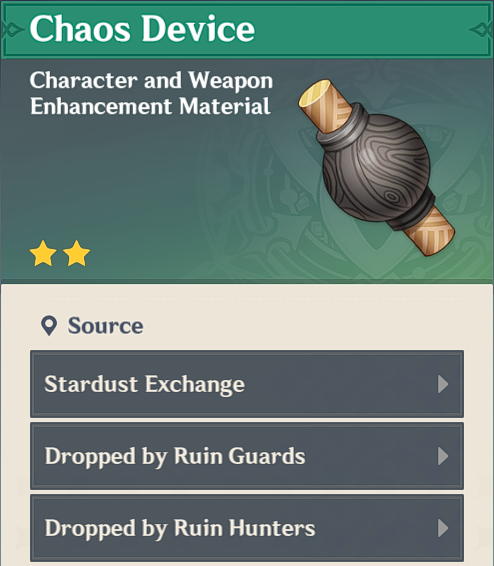 Chaos Device
Character and Weapon
Enhancement Material
Source
Stardust Exchange
Dropped by Ruin Guards
Dropped by Ruin Hunters